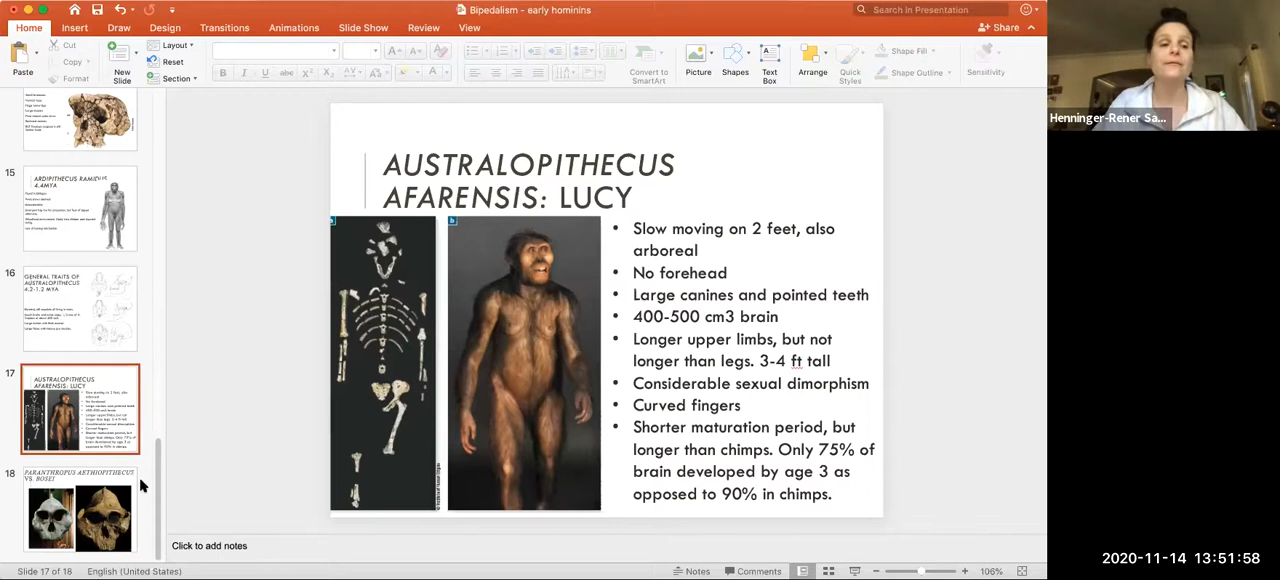 Bipedalism - early hominins
Search in Presentation
Home Insert Draw Design Transitions Animations Slide Show Review View
Share
Paste
Cut
Copy
Format
New
Slide
Layout
Reset
Section
Convert to
SmartArt
Picture
Shapes
Text
Box
Arrange
Quick
Styles
Shape Fill
Shape Outline
Sensitivity
15
ARDIPITHECUS RAMIDUS
4.4MYA
16
GENERAL TRAITS OF
AUSTRALOPITHECUS
4.2-1.2 MYA
17
AUSTRALOPITHECUS
AFARENSIS: LUCY
18
PARANTHROPUS AETHIOPITHECUS
VS. BOSEI
AUSTRALOPITHECUS
AFARENSIS: LUCY
b
• Slow moving on 2 feet, also
arboreal
• No forehead
• Large canines and pointed teeth
• 400-500 cm3 brain
• Longer upper limbs, but not
longer than legs. 3-4 ft tall
• Considerable sexual dimorphism
• Curved fingers
• Shorter maturation period, but
longer than chimps. Only 75% of
brain developed by age 3 as
opposed to 90% in chimps.
Click to add notes
Slide 17 of 18
English (United States)
Notes
Comments
106%
Henninger-Rener Sa...
2020-11-14 13:51:58